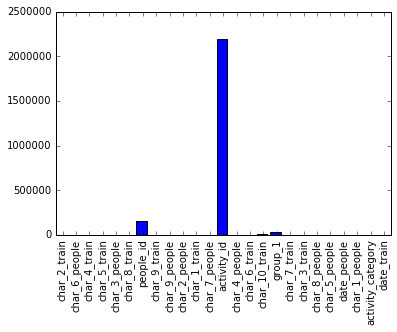 2500000
2000000
1500000
1000000
500000
0
char_2_train
char_6_people
char_4_train
char_5_train
char_3_people
char_8_train
people_id
char_9_train
char_9_people
char_2_people
char_1_train
char_7_people
activity_id
char_4_people
char_6_train
char_10_train
group_1
char_7_train
char_3_train
char_8_people
char_5_people
date_people
char_1_people
activity_category
date_train